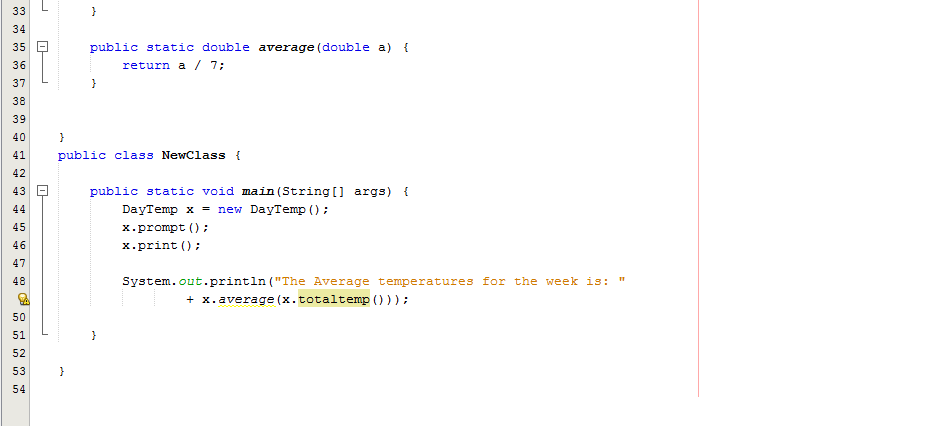 33 }
34
35 public static double average(double a) {
36 return a / 7;
37 }
38
39
40 }
41 public class NewClass {
42
43 public static void main(String[] args) {
44 DayTemp x = new DayTemp();
45 x.prompt();
46 x.print();
47
48 System.out.println("The Average temperatures for the week is: "
+ x.average(x.totaltemp()));
50
51 }
52
53 }
54